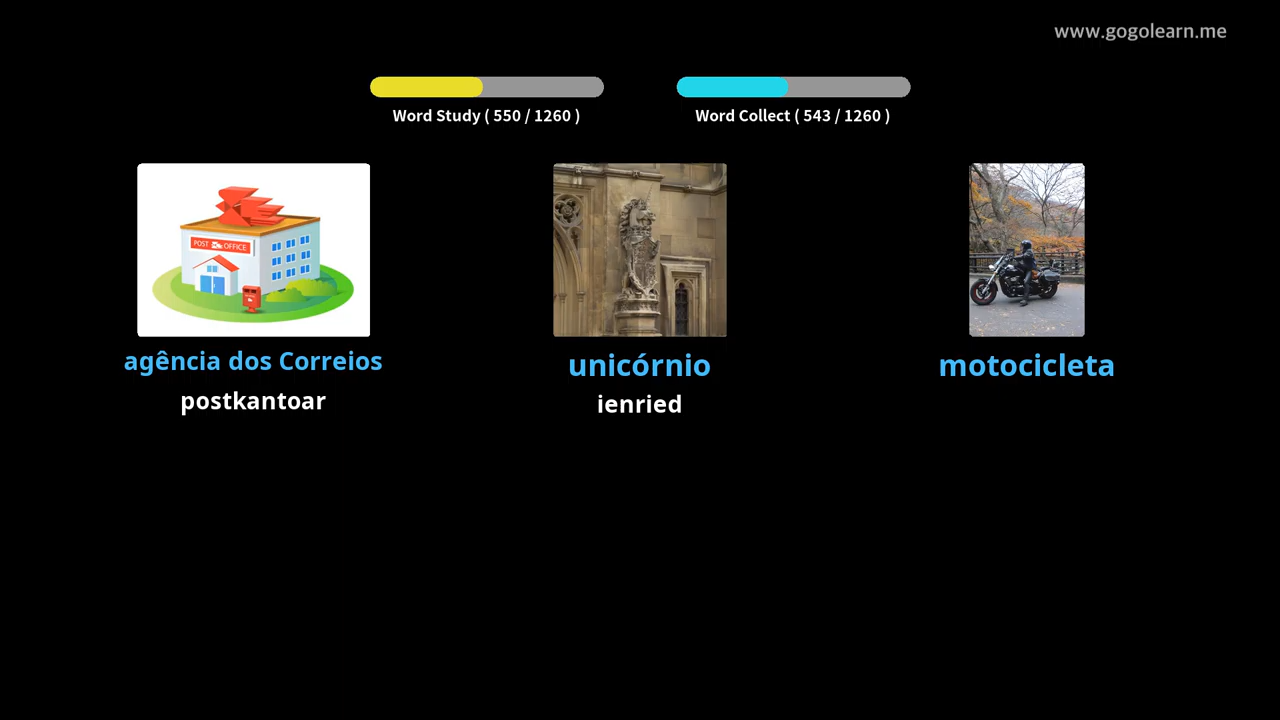 www.gogolearn.me
Word Study ( 550 / 1260 )
Word Collect ( 543 / 1260 )
POST OFFICE
agência dos Correios
unicórnio
motocicleta
postkantoar
ienried